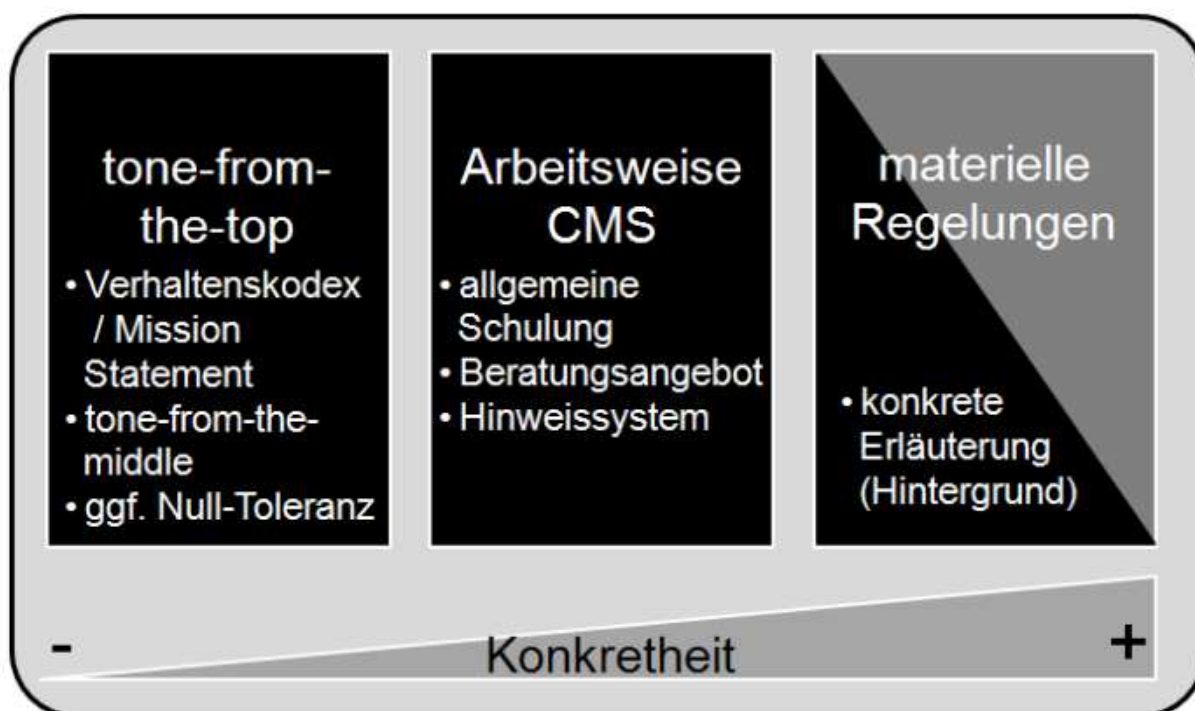 tone-from-
the-top
• Verhaltenskodex
/ Mission
Statement
• tone-from-the-
middle
• ggf. Null-Toleranz
Arbeitsweise
CMS
• allgemeine
Schulung
• Beratungsangebot
• Hinweissystem
materielle
Regelungen
• konkrete
Erläuterung
(Hintergrund)
- Konkretheit +